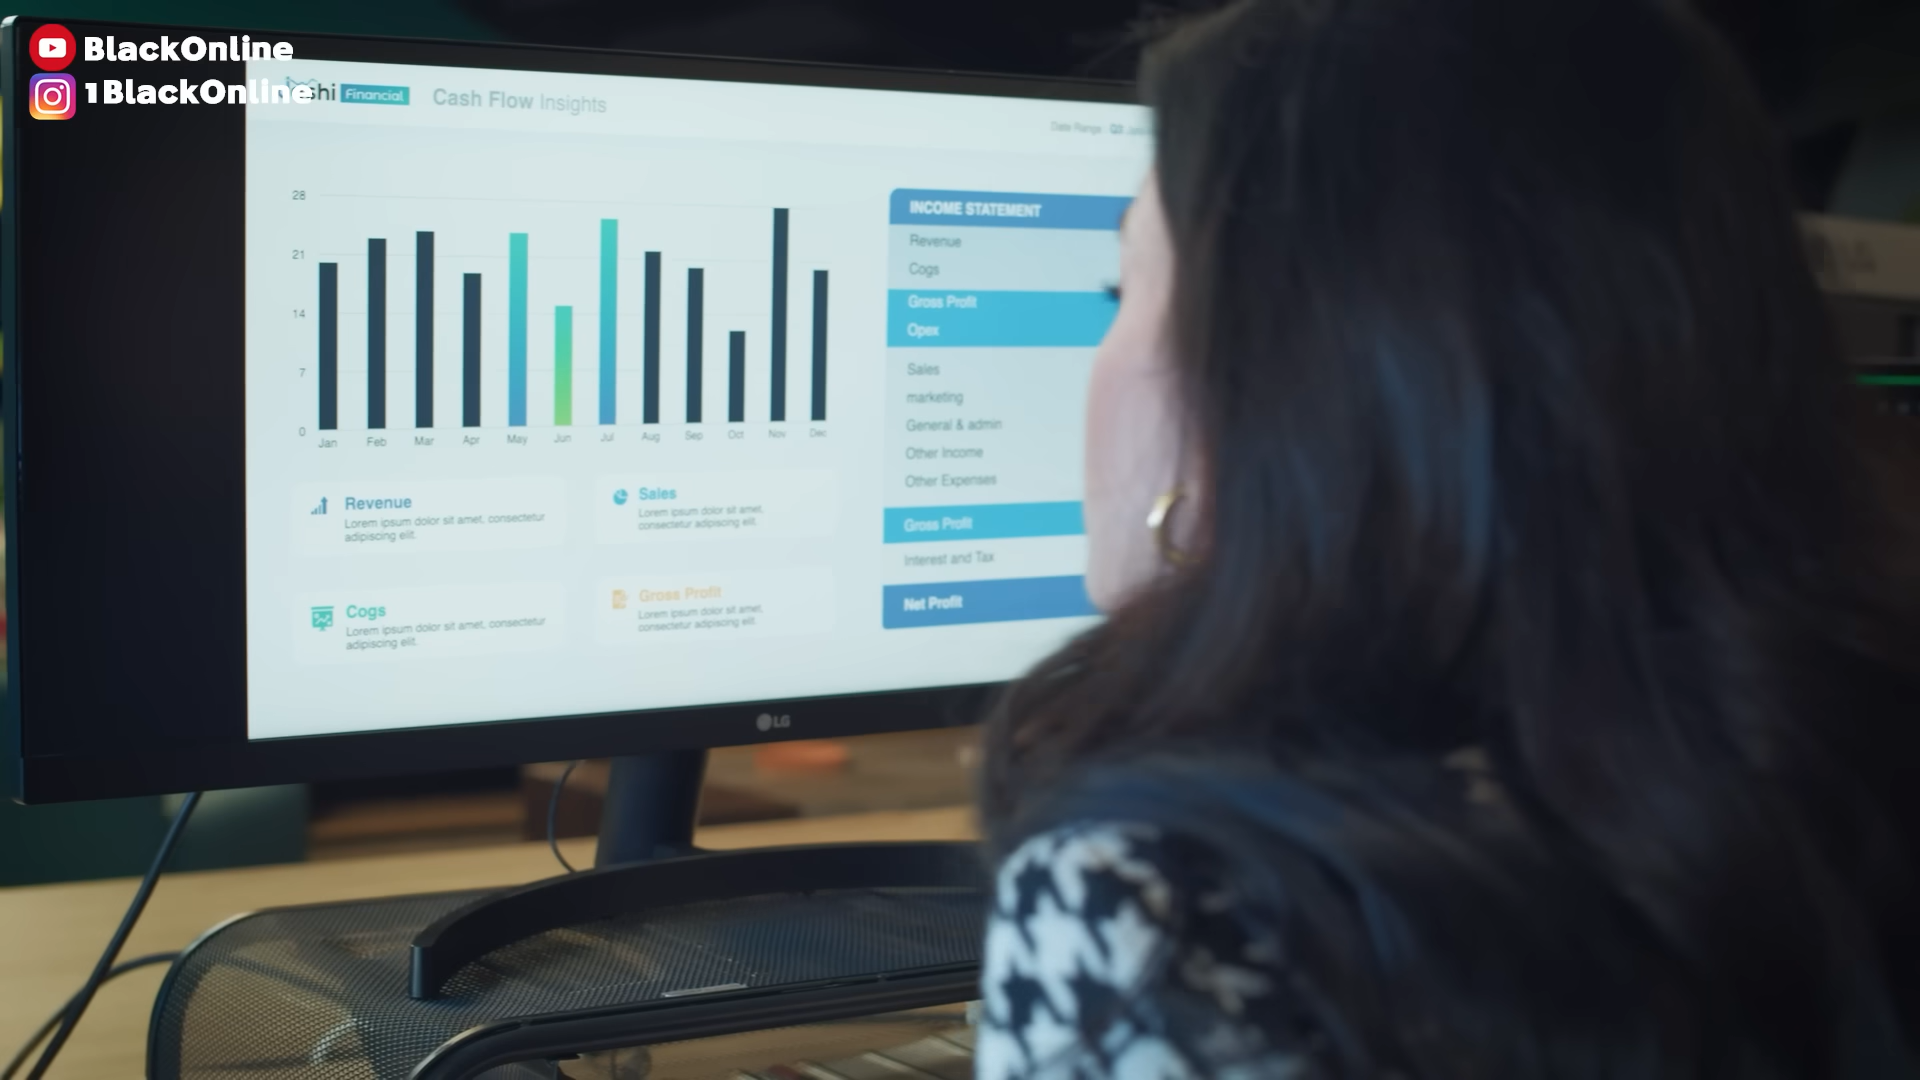 BlackOnline
1BlackOnline
Financial
Cash Flow Insights
Date Range
28
21
14
7
0
Jan Feb Mar Apr May Jun Jul Aug Sep Oct Nov Dec
Revenue
Lorem ipsum dolor sit amet, consectetur
adipiscing elit.
Sales
Lorem ipsum dolor sit amet,
consectetur adipiscing elit.
Cogs
Lorem ipsum dolor sit amet, consectetur
adipiscing elit.
Gross Profit
Lorem ipsum dolor sit amet,
consectetur adipiscing elit.
INCOME STATEMENT
Revenue
Cogs
Gross Profit
Opex
Sales
marketing
General & admin
Other Income
Other Expenses
Gross Profit
Interest and Tax
Net Profit
LG